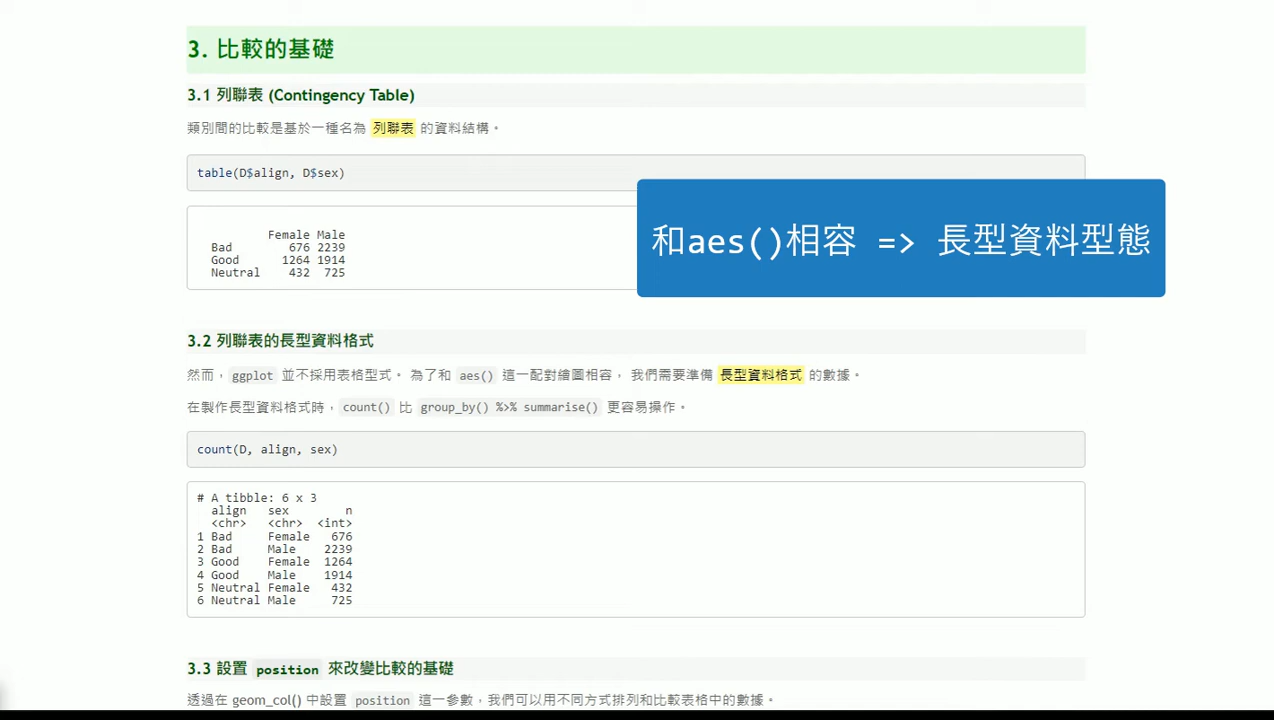 3. 比較的基礎
3.1 列聯表 (Contingency Table)
類別間的比較是基於一種名為 列聯表 的資料結構。
table(D$align, D$sex)
Female Male
Bad 676 2239
Good 1264 1914
Neutral 432 725
和aes()相容 => 長型資料型態
3.2 列聯表的長型資料格式
然而，ggplot 並不採用表格型式。 為了和 aes() 這一配對繪圖相容， 我們需要準備 長型資料格式 的數據。
在製作長型資料格式時，count() 比 group_by() %>% summarise() 更容易操作。
count(D, align, sex)
# A tibble: 6 x 3
align sex n
<chr> <chr> <int>
1 Bad Female 676
2 Bad Male 2239
3 Good Female 1264
4 Good Male 1914
5 Neutral Female 432
6 Neutral Male 725
3.3 設置 position 來改變比較的基礎
透過在 geom_col() 中設置 position 這一參數，我們可以用不同方式排列和比較表格中的數據。